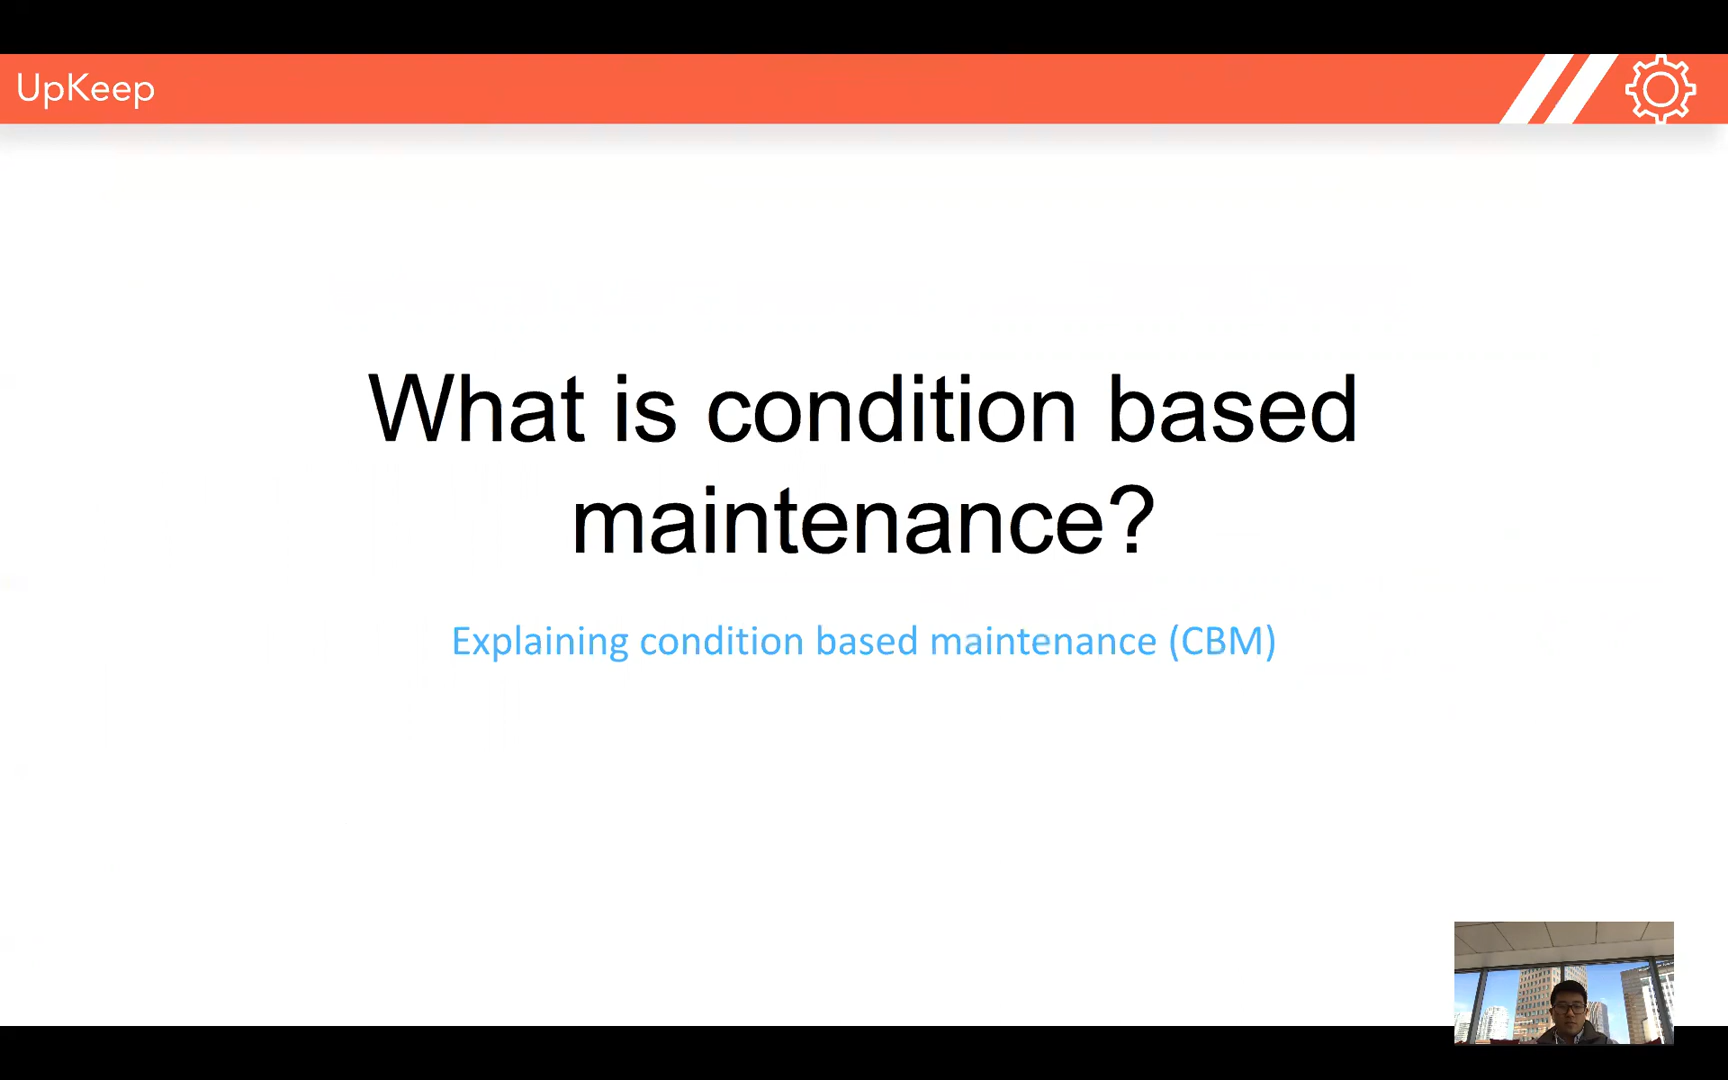 UpKeep
What is condition based
maintenance?
Explaining condition based maintenance (CBM)